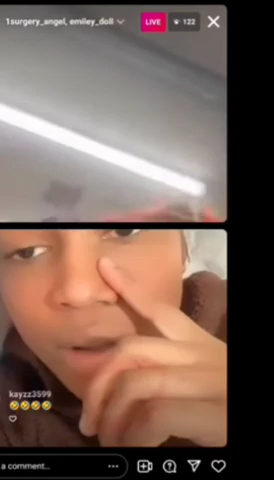 1surgery_angel, emiley_doll
LIVE
122
kayzz3599
🤣🤣🤣🤣
a comment...